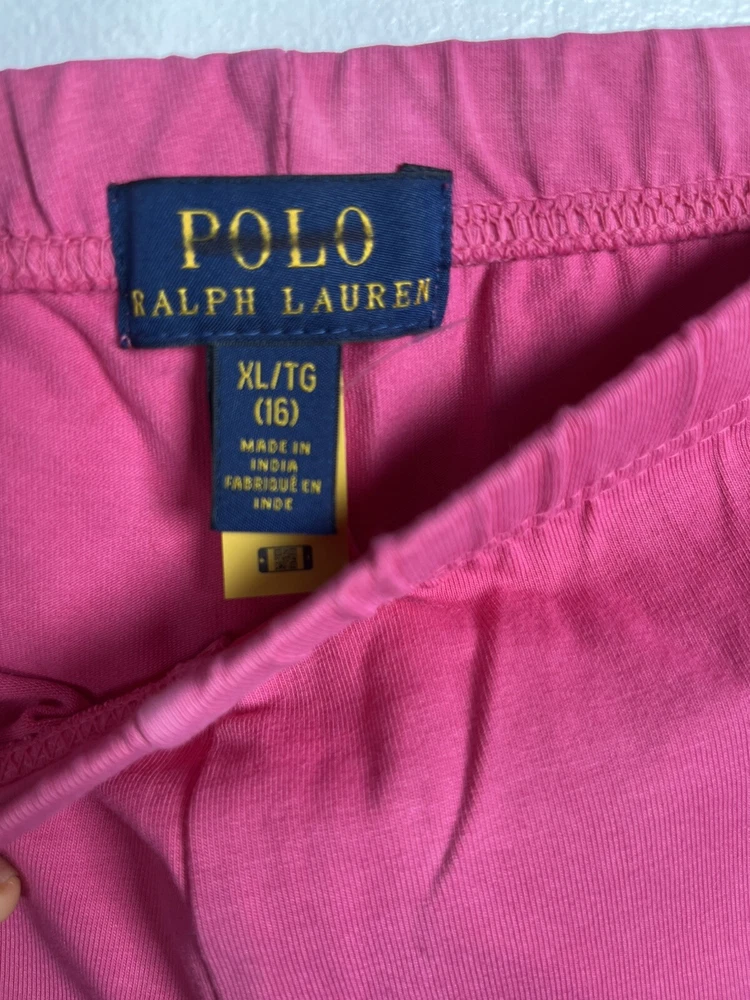 POLO
RALPH LAUREN
XL/TG
(16)
MADE IN
INDIA
FABRIQUÉ EN
INDE